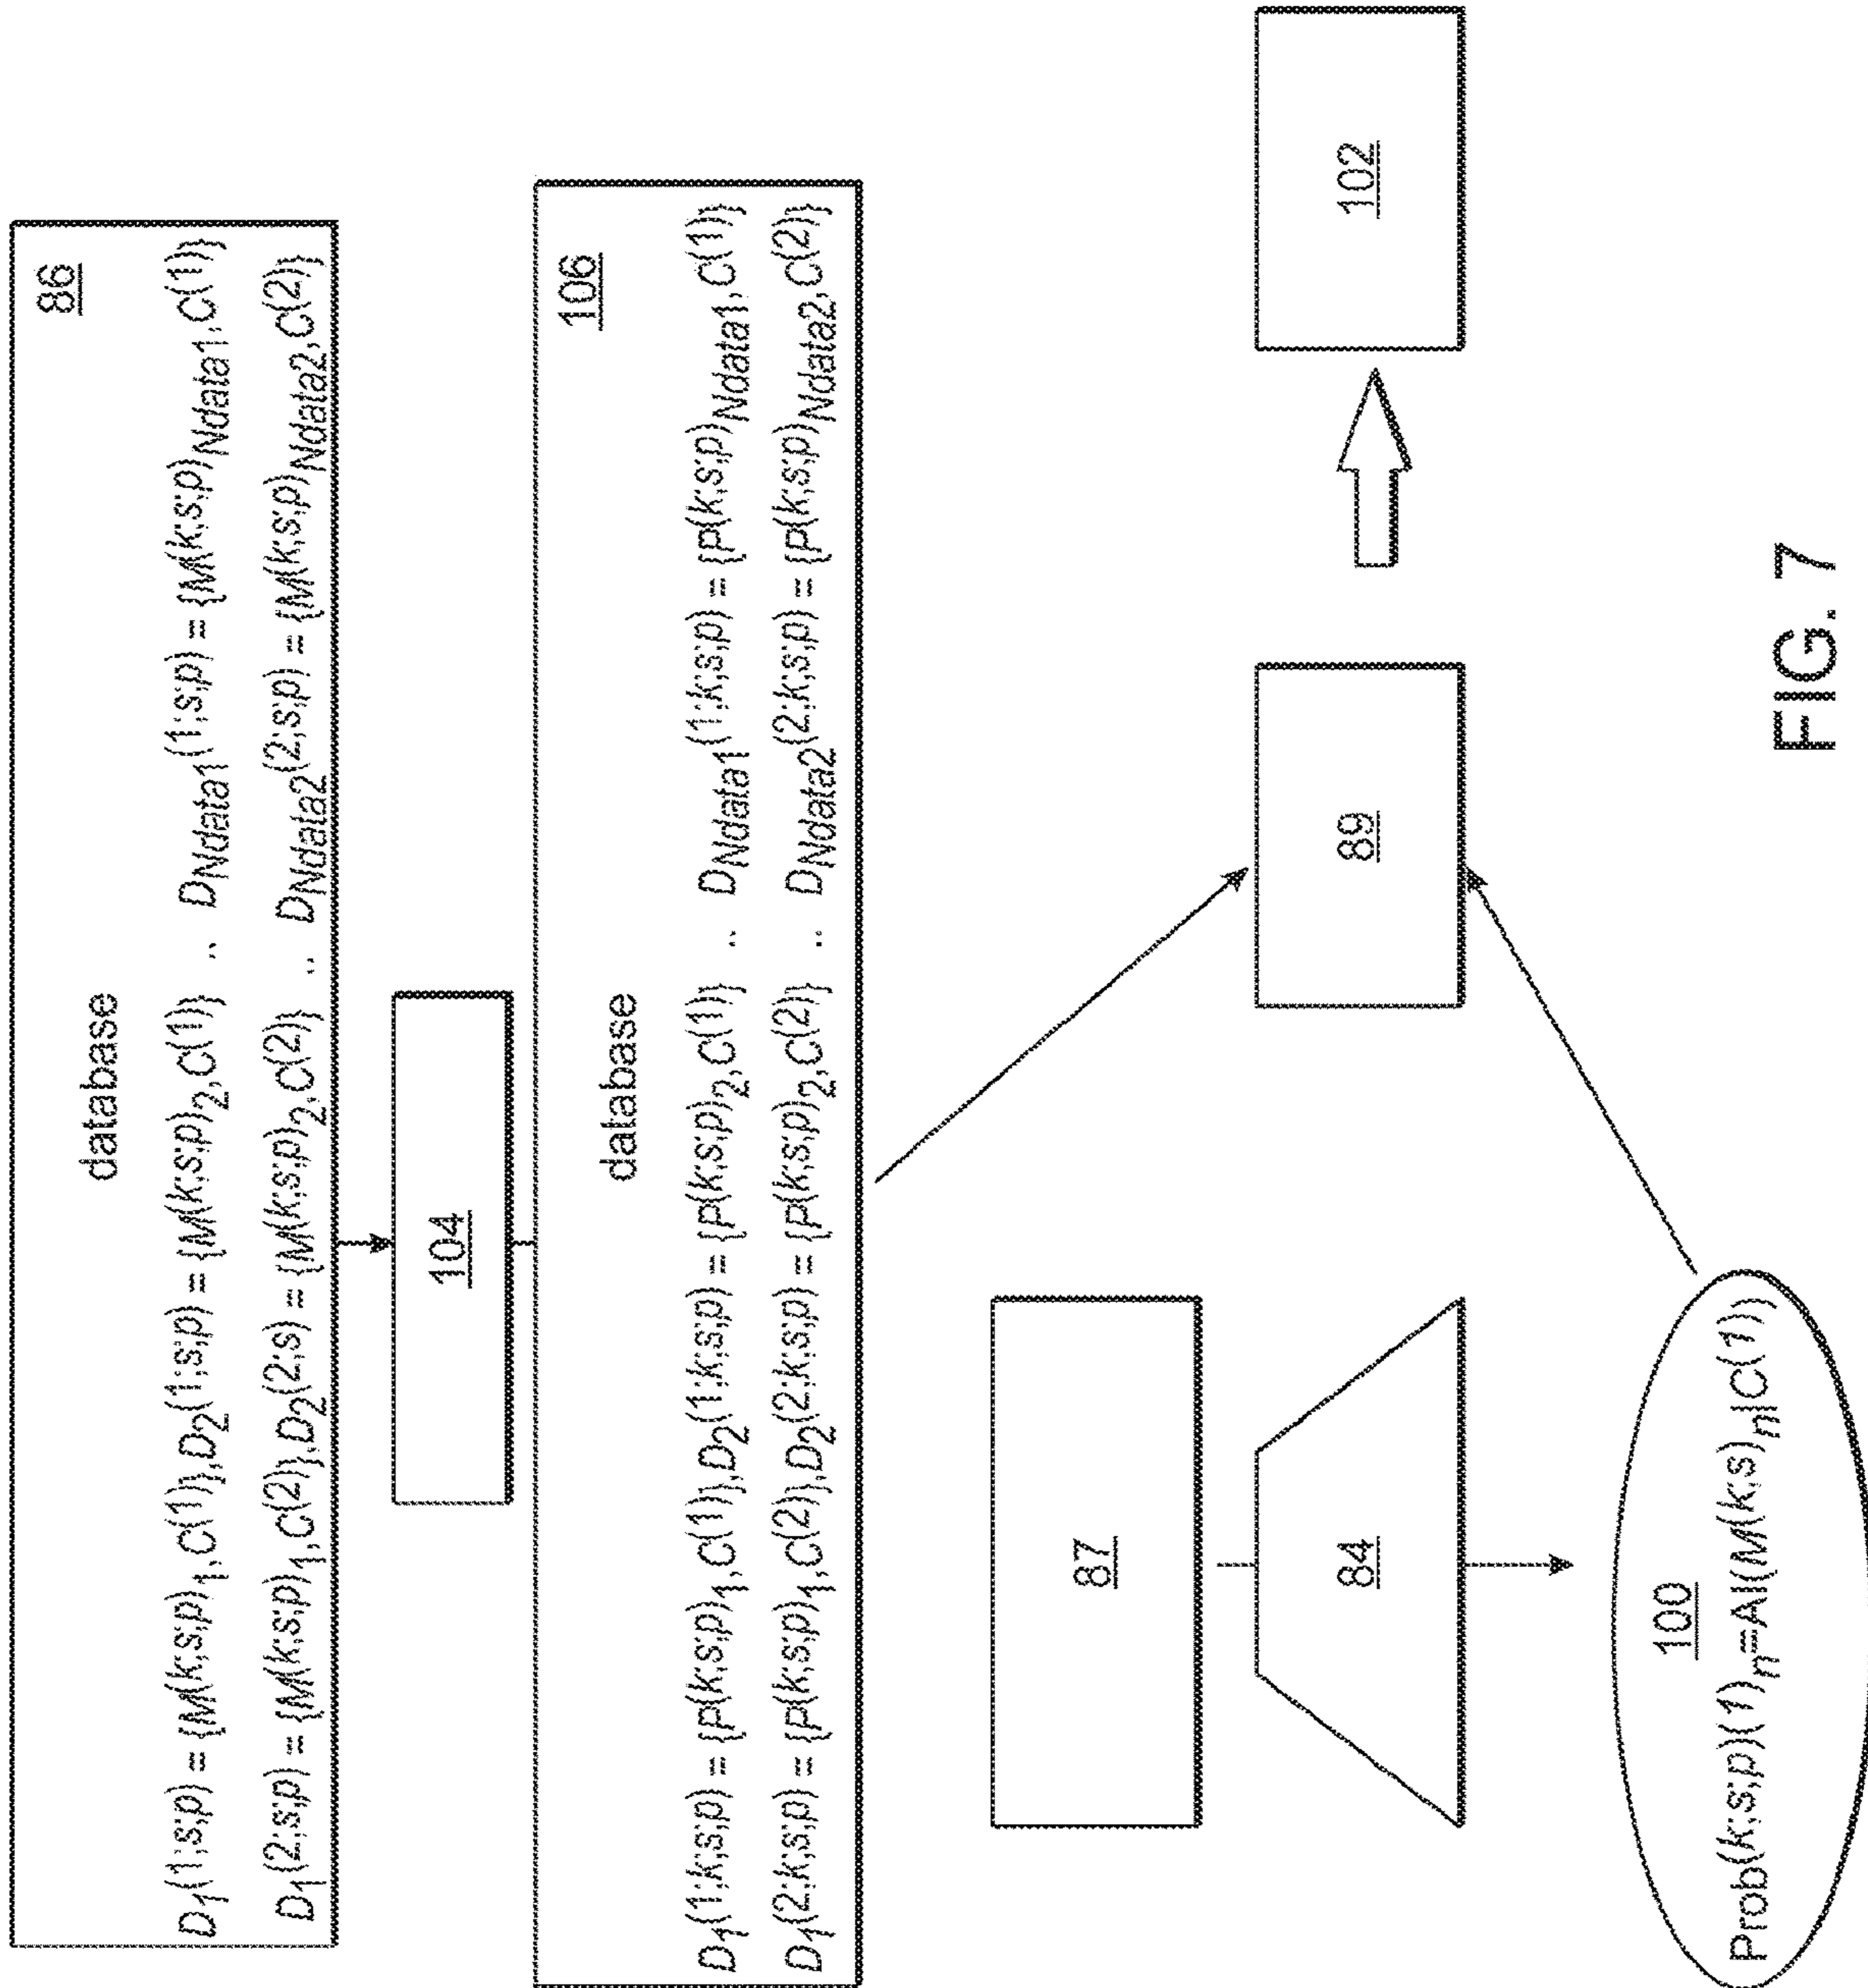 86
database
D1(1;s;p) = {M(k;s;p)1,C(1)},D2(1;s;p) = {M(k;s;p)2,C(1)} .. DNdata1(1;s;p) = {M(k;s;p)Ndata1,C(1)}
D1(2;s;p) = {M(k;s;p)1,C(2)},D2(2;s) = {M(k;s;p)2,C(2)} .. DNdata2(2;s;p) = {M(k;s;p)Ndata2,C(2)}
104
106
database
D1(1;k;s;p) = {P(k;s;p)1,C(1)},D2(1;k;s;p) = {P(k;s;p)2,C(1)} .. DNdata1(1;k;s;p) = {P(k;s;p)Ndata1,C(1)}
D1(2;k;s;p) = {P(k;s;p)1,C(2)},D2(2;k;s;p) = {P(k;s;p)2,C(2)} .. DNdata2(2;k;s;p) = {P(k;s;p)Ndata2,C(2)}
87
84
89
102
100
Prob(k;s;p)(1)n=AI(M(k;s)n|C(1))
FIG. 7